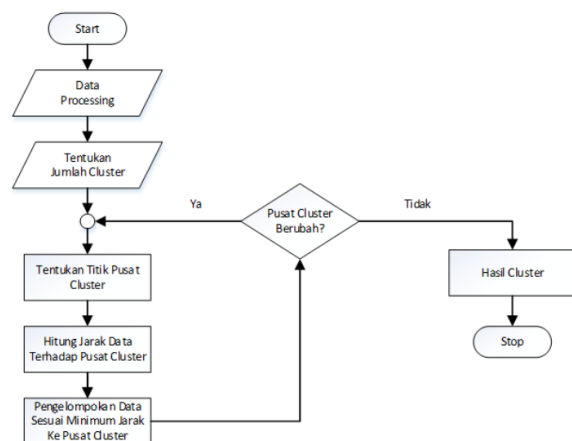 Start
Data
Processing
Tentukan
Jumlah Cluster
Ya
Pusat Cluster
Berubah?
Tidak
Tentukan Titik Pusat
Cluster
Hasil Cluster
Hitung Jarak Data
Terhadap Pusat Cluster
Stop
Pengelompokan Data
Sesuai Minimum Jarak
Ke Pusat Cluster